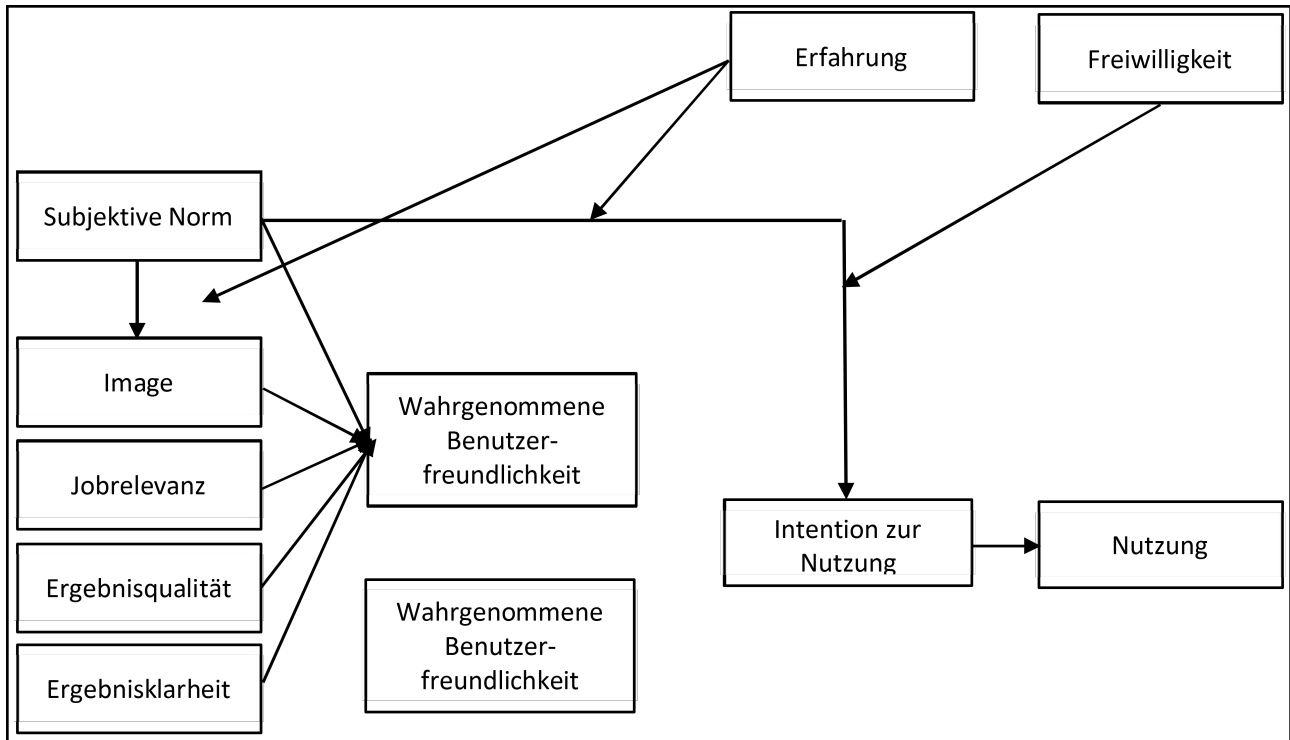 Erfahrung
Freiwilligkeit
Subjektive Norm
Image
Wahrgenommene
Benutzer-
freundlichkeit
Jobrelevanz
Intention zur
Nutzung
Nutzung
Ergebnisqualität
Wahrgenommene
Benutzer-
freundlichkeit
Ergebnisklarheit